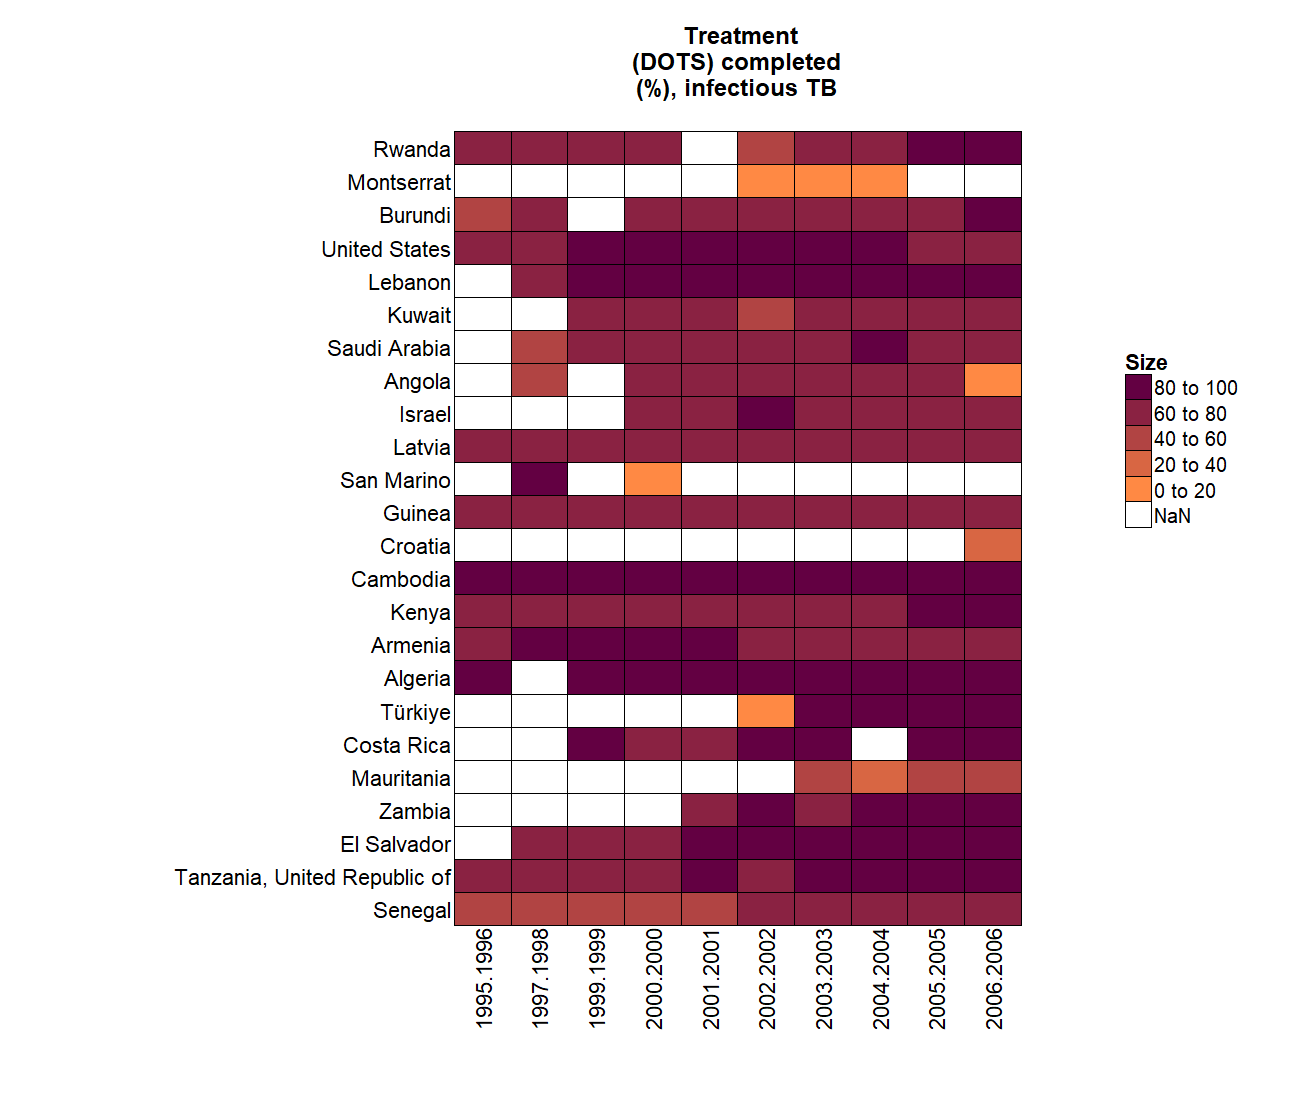 Treatment
(DOTS) completed
(%), infectious TB
Rwanda
Montserrat
Burundi
United States
Lebanon
Kuwait
Saudi Arabia
Angola
Israel
Latvia
San Marino
Guinea
Croatia
Cambodia
Kenya
Armenia
Algeria
Türkiye
Costa Rica
Mauritania
Zambia
El Salvador
Tanzania, United Republic of
Senegal
1995.1996
1997.1998
1999.1999
2000.2000
2001.2001
2002.2002
2003.2003
2004.2004
2005.2005
2006.2006
Size
80 to 100
60 to 80
40 to 60
20 to 40
0 to 20
NaN